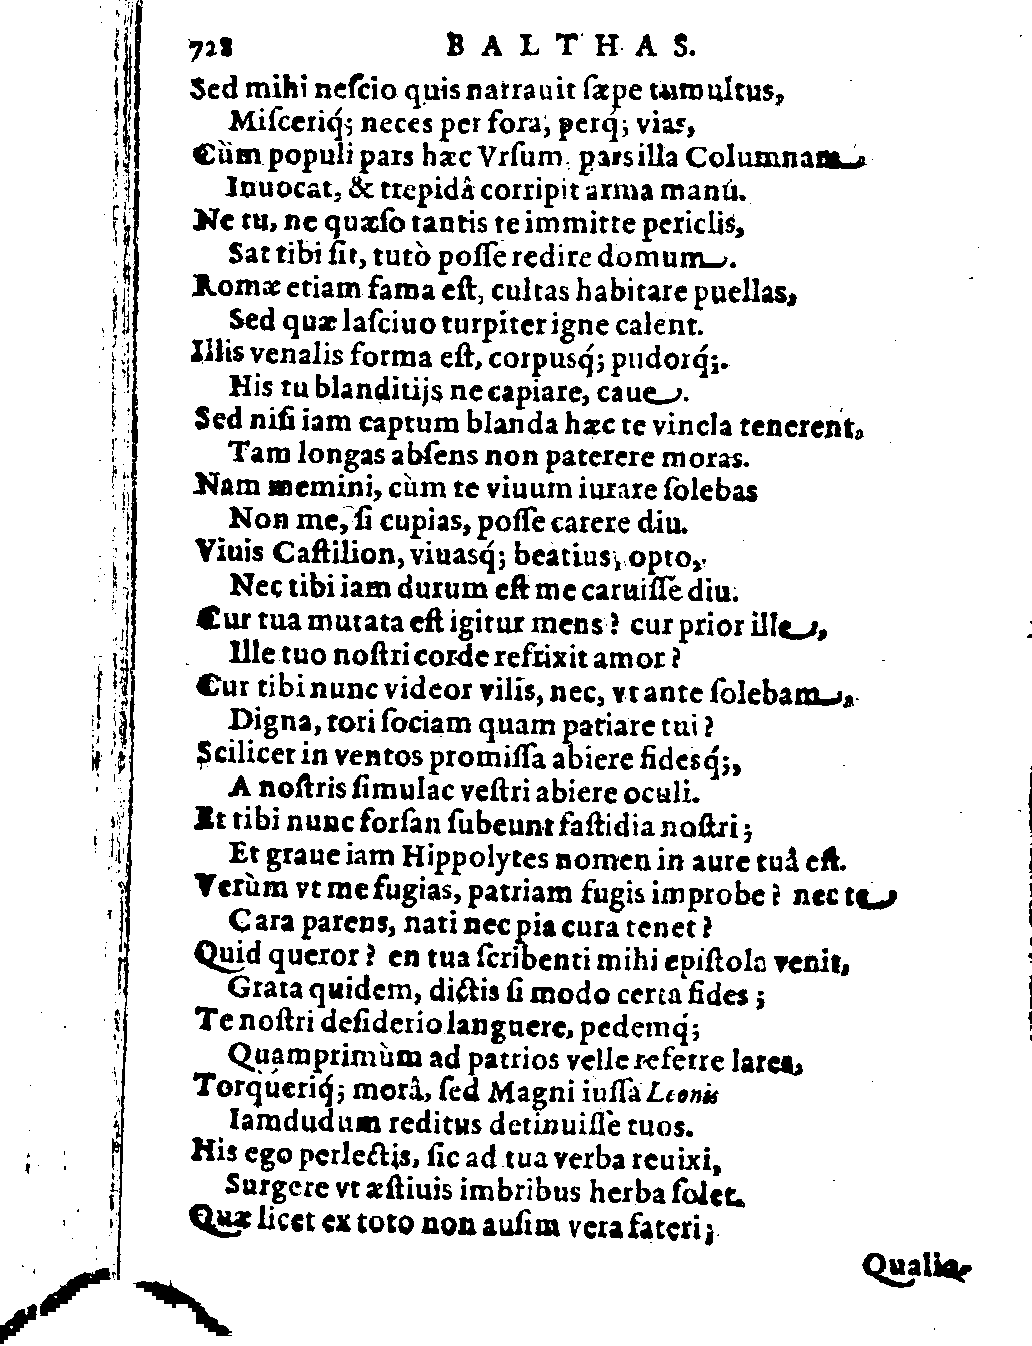 728 BALTHAS.
Sed mihi neſcio quis narrauit ſæpe tumultus,
Miſceriq́; neces per fora, perq́; vias,
Cùm populi pars hæc Vrſum, pars illa Columnam
Inuocat, & trepidâ corripit arma manû.
Ne tu, ne quæſo tantis te immitte periclis,
Sat tibi ſit, tutò poſſe redire domum.
Romæ etiam fama eſt, cultas habitare puellas,
Sed quæ laſciuo turpiter igne calent.
Illis venalis forma eſt, corpusq́; pudorq́;.
His tu blanditijs ne capiare, caue.
Sed niſi iam captum blanda hæc te vincla tenerent,
Tam longas abſens non paterere moras.
Nam memini, cùm te viuum iurare ſolebas
Non me, ſi cupias, poſſe carere diu.
Viuis Caſtilion, viuasq́; beatius, opto,
Nec tibi iam durum eſt me caruiſſe diu.
Cur tua mutata eſt igitur mens? cur prior ille,
Ille tuo noſtri corde refrixit amor?
Cur tibi nunc videor vilis, nec, vt ante ſolebam,
Digna, tori ſociam quam patiare tui?
Scilicet in ventos promiſſa abiere fidesq́;,
A noſtris ſimulac veſtri abiere oculi.
Et tibi nunc forſan ſubeunt faſtidia noſtri;
Et graue iam Hippolytes nomen in aure tuâ eſt.
Verùm vt me fugias, patriam fugis improbe? nec te
Cara parens, nati nec pia cura tenet?
Quid queror? en tua ſcribenti mihi epiſtola venit,
Grata quidem, dictis ſi modo certa fides;
Te noſtri deſiderio languere, pedemq́;
Quamprimùm ad patrios velle referre lares,
Torqueriq́; morâ, ſed Magni iuſſa Leonis
Iamdudum reditus detinuiſſe tuos.
His ego perlectis, ſic ad tua verba reuixi,
Surgere vt æſtiuis imbribus herba ſolet.
Quæ licet ex toto non auſim vera fateri;
Qualia